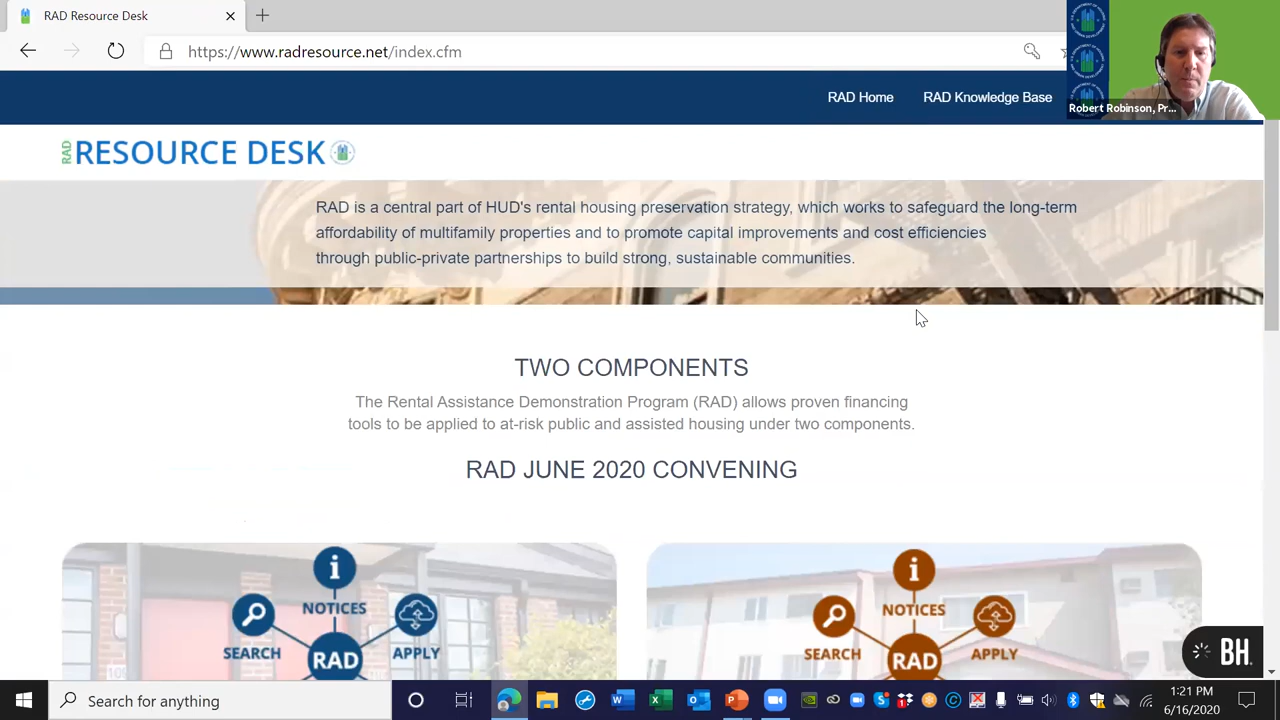 RAD Resource Desk
https://www.radresource.net/index.cfm
RAD Home RAD Knowledge Base
Robert Robinson, Pr...
RAD RESOURCE DESK
RAD is a central part of HUD's rental housing preservation strategy, which works to safeguard the long-term
affordability of multifamily properties and to promote capital improvements and cost efficiencies
through public-private partnerships to build strong, sustainable communities.
TWO COMPONENTS
The Rental Assistance Demonstration Program (RAD) allows proven financing
tools to be applied to at-risk public and assisted housing under two components.
RAD JUNE 2020 CONVENING
NOTICES
SEARCH
APPLY
RAD
NOTICES
SEARCH
APPLY
RAD
BH
Search for anything
1:21 PM
6/16/2020